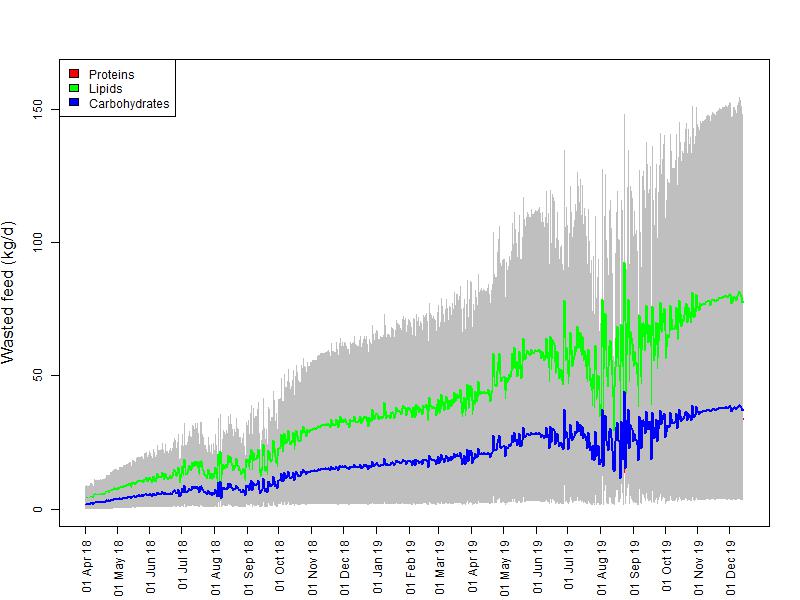 Proteins
Lipids
Carbohydrates
Wasted feed (kg/d)
150
100
50
0
01 Apr 18
01 May 18
01 Jun 18
01 Jul 18
01 Aug 18
01 Sep 18
01 Oct 18
01 Nov 18
01 Dec 18
01 Jan 19
01 Feb 19
01 Mar 19
01 Apr 19
01 May 19
01 Jun 19
01 Jul 19
01 Aug 19
01 Sep 19
01 Oct 19
01 Nov 19
01 Dec 19